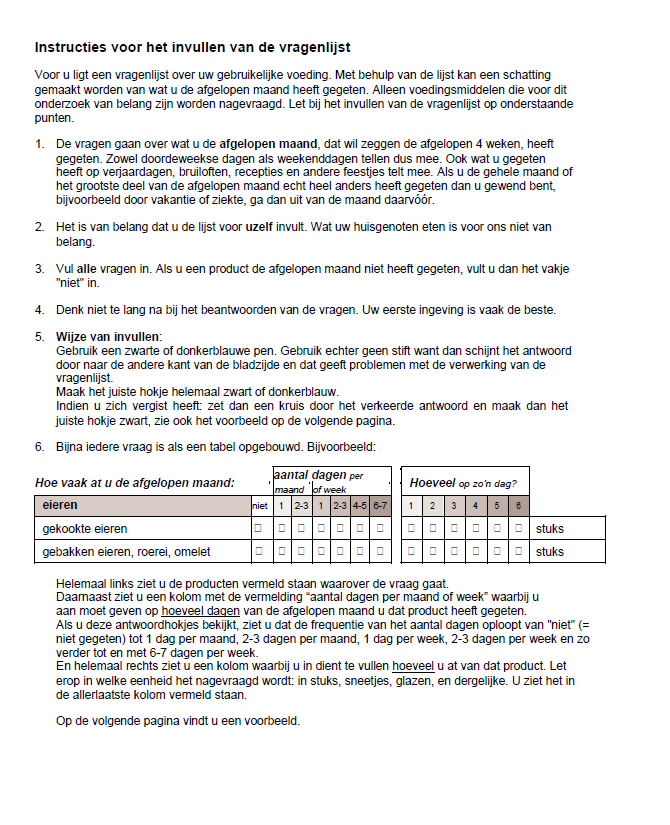 Instructies voor het invullen van de vragenlijst
Voor u ligt een vragenlijst over uw gebruikelijke voeding. Met behulp van de lijst kan een schatting
gemaakt worden van wat u de afgelopen maand heeft gegeten. Alleen voedingsmiddelen die voor dit
onderzoek van belang zijn worden nagevraagd. Let bij het invullen van de vragenlijst op onderstaande
punten.
1. De vragen gaan over wat u de afgelopen maand, dat wil zeggen de afgelopen 4 weken, heeft
gegeten. Zowel doordeweekse dagen als weekenddagen tellen dus mee. Ook wat u gegeten
heeft op verjaardagen, bruiloften, recepties en andere feestjes telt mee. Als u de gehele maand of
het grootste deel van de afgelopen maand echt heel anders heeft gegeten dan u gewend bent,
bijvoorbeeld door vakantie of ziekte, ga dan uit van de maand daarvóór.
2. Het is van belang dat u de lijst voor uzelf invult. Wat uw huisgenoten eten is voor ons niet van
belang.
3. Vul alle vragen in. Als u een product de afgelopen maand niet heeft gegeten, vult u dan het vakje
"niet" in.
4. Denk niet te lang na bij het beantwoorden van de vragen. Uw eerste ingeving is vaak de beste.
5. Wijze van invullen:
Gebruik een zwarte of donkerblauwe pen. Gebruik echter geen stift want dan schijnt het antwoord
door naar de andere kant van de bladzijde en dat geeft problemen met de verwerking van de
vragenlijst.
Maak het juiste hokje helemaal zwart of donkerblauw.
Indien u zich vergist heeft: zet dan een kruis door het verkeerde antwoord en maak dan het
juiste hokje zwart, zie ook het voorbeeld op de volgende pagina.
6. Bijna iedere vraag is als een tabel opgebouwd. Bijvoorbeeld:
Hoe vaak at u de afgelopen maand: aantal dagen per maand of week Hoeveel op zo'n dag?
eieren niet 1 2-3 1 2-3 4-5 6-7 1 2 3 4 5 6
gekookte eieren □ □ □ □ □ □ □ □ □ □ □ □ □ stuks
gebakken eieren, roerei, omelet □ □ □ □ □ □ □ □ □ □ □ □ □ stuks
Helemaal links ziet u de producten vermeld staan waarover de vraag gaat.
Daarnaast ziet u een kolom met de vermelding “aantal dagen per maand of week” waarbij u
aan moet geven op hoeveel dagen van de afgelopen maand u dat product heeft gegeten.
Als u deze antwoordhokjes bekijkt, ziet u dat de frequentie van het aantal dagen oploopt van "niet" (=
niet gegeten) tot 1 dag per maand, 2-3 dagen per maand, 1 dag per week, 2-3 dagen per week en zo
verder tot en met 6-7 dagen per week.
En helemaal rechts ziet u een kolom waarbij u in dient te vullen hoeveel u at van dat product. Let
erop in welke eenheid het nagevraagd wordt: in stuks, sneetjes, glazen, en dergelijke. U ziet het in
de allerlaatste kolom vermeld staan.
Op de volgende pagina vindt u een voorbeeld.